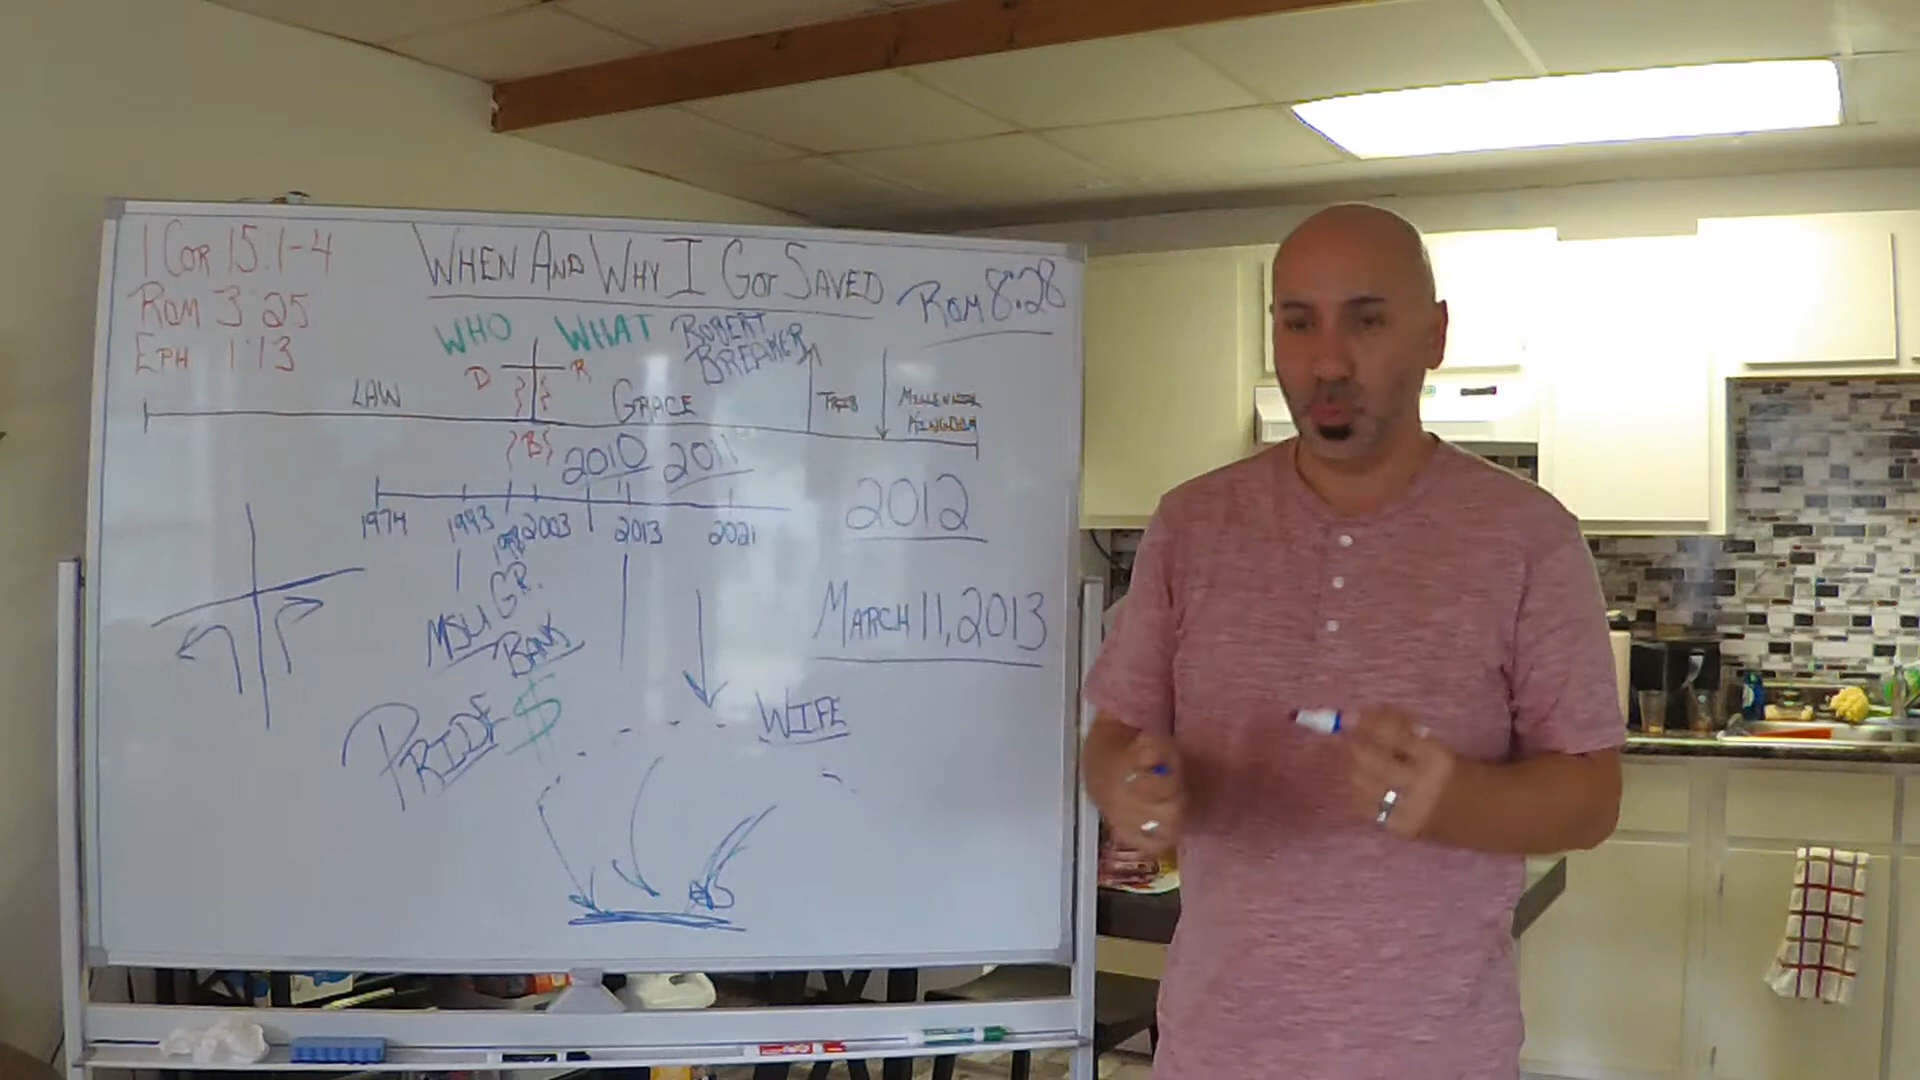 1 COR 15:1-4
ROM 3:25
EPH 1:13
WHEN AND WHY I GOT SAVED
ROM 8:28
WHO WHAT ROBERT
BREAKER
D R
LAW GRACE TRIB MILLENNIAL
KINGDOM
B
2010 2011
1974 1993 1998 2003 2013 2021
2012
MSU GR.
BANK
MARCH 11, 2013
PRIDE $
WIFE